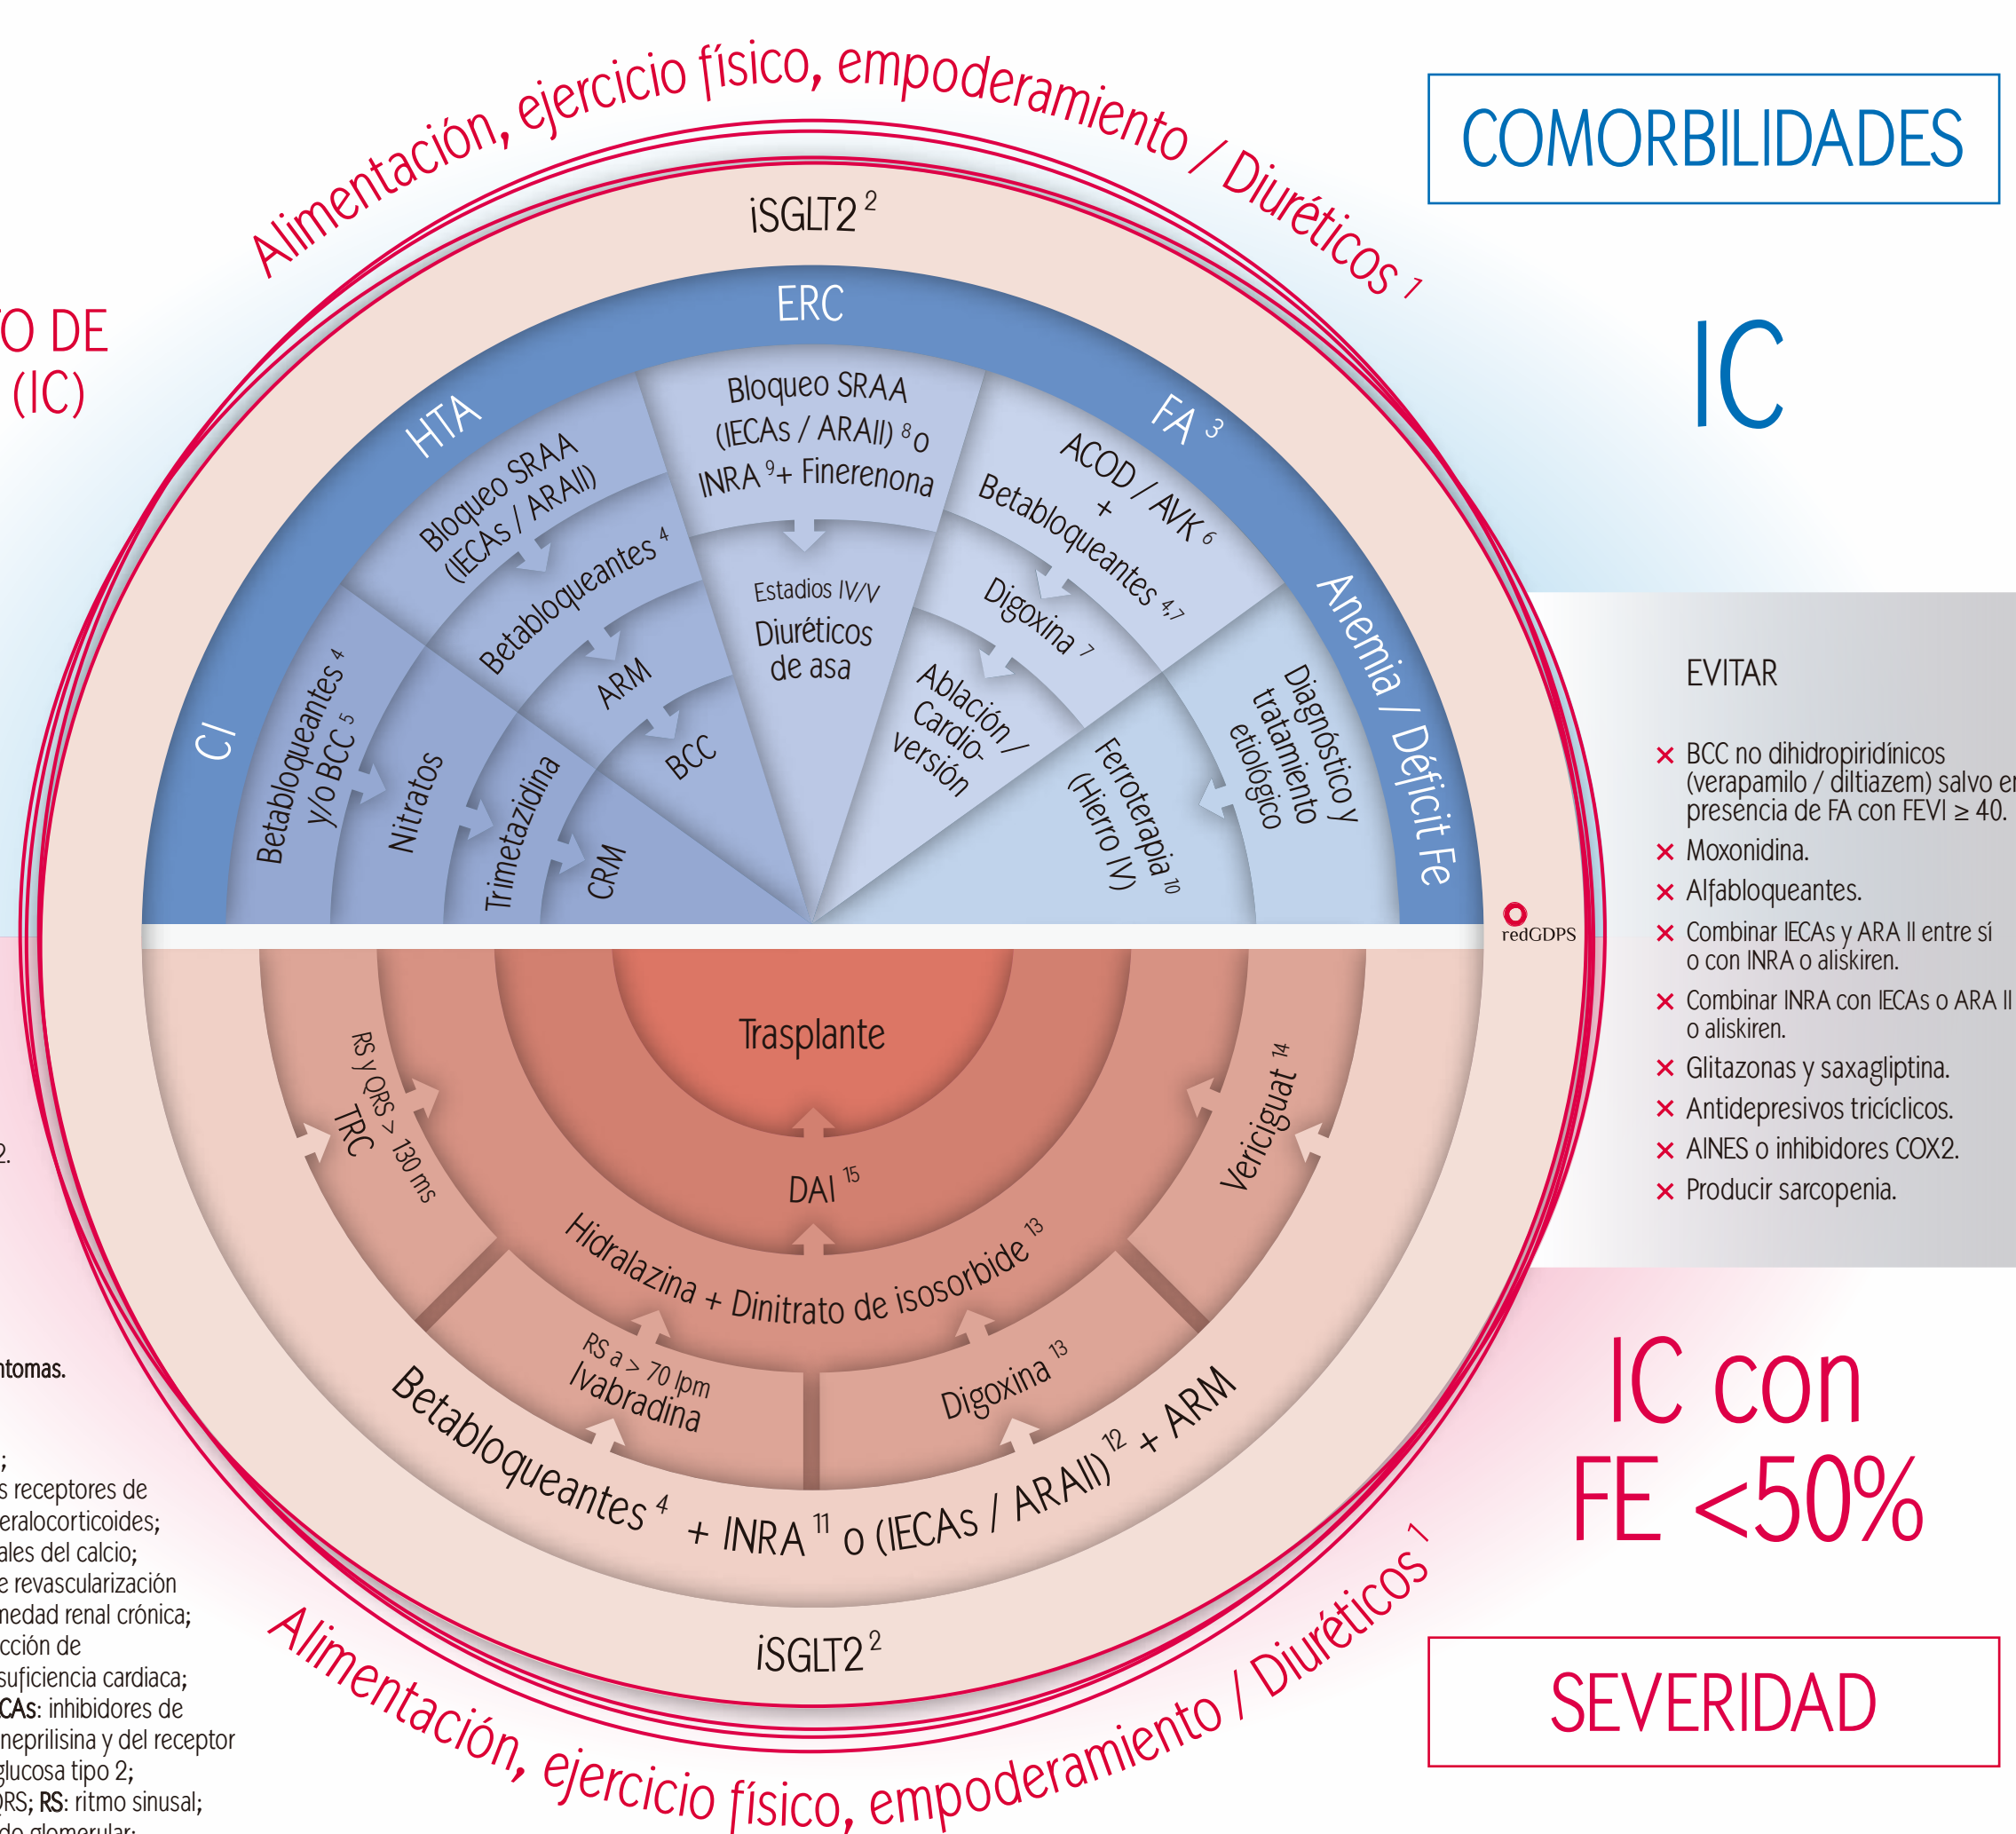 Alimentación, ejercicio físico, empoderamiento / Diuréticos 1
COMORBILIDADES
O DE
(IC)
IC
iSGLT2 2
ERC
HTA
FA 3
CI
Anemia / Déficit Fe
Bloqueo SRAA
(IECAs / ARAII) 8 o
INRA 9 + Finerenona
Estadios IV/V
Diuréticos
de asa
Bloqueo SRAA
(IECAs / ARAII)
Betabloqueantes 4
ARM
BCC
Betabloqueantes 4
y/o BCC 5
Nitratos
Trimetazidina
CRM
ACOD / AVK 6
+
Betabloqueantes 4,7
Digoxina 7
Ablación /
Cardio-
versión
Diagnóstico y
tratamiento
etiológico
Ferroterapia 10
(Hierro IV)
redGDPS
EVITAR
× BCC no dihidropiridínicos
(verapamilo / diltiazem) salvo en
presencia de FA con FEVI ≥ 40.
× Moxonidina.
× Alfabloqueantes.
× Combinar IECAs y ARA II entre sí
o con INRA o aliskiren.
× Combinar INRA con IECAs o ARA II
o aliskiren.
× Glitazonas y saxagliptina.
× Antidepresivos tricíclicos.
× AINES o inhibidores COX2.
× Producir sarcopenia.
Trasplante
DAI 15
Hidralazina + Dinitrato de isosorbide 13
RS y QRS > 130 ms
TRC
RS a > 70 lpm
Ivabradina
Digoxina 13
Vericiguat 14
Betabloqueantes 4 + INRA 11 o (IECAs / ARAII) 12 + ARM
iSGLT2 2
Alimentación, ejercicio físico, empoderamiento / Diuréticos 1
IC con
FE <50%
SEVERIDAD
2.
ntomas.
;
s receptores de
eralocorticoides;
ales del calcio;
e revascularización
medad renal crónica;
cción de
suficiencia cardiaca;
CAs: inhibidores de
neprilisina y del receptor
glucosa tipo 2;
QRS; RS: ritmo sinusal;
do glomerular;